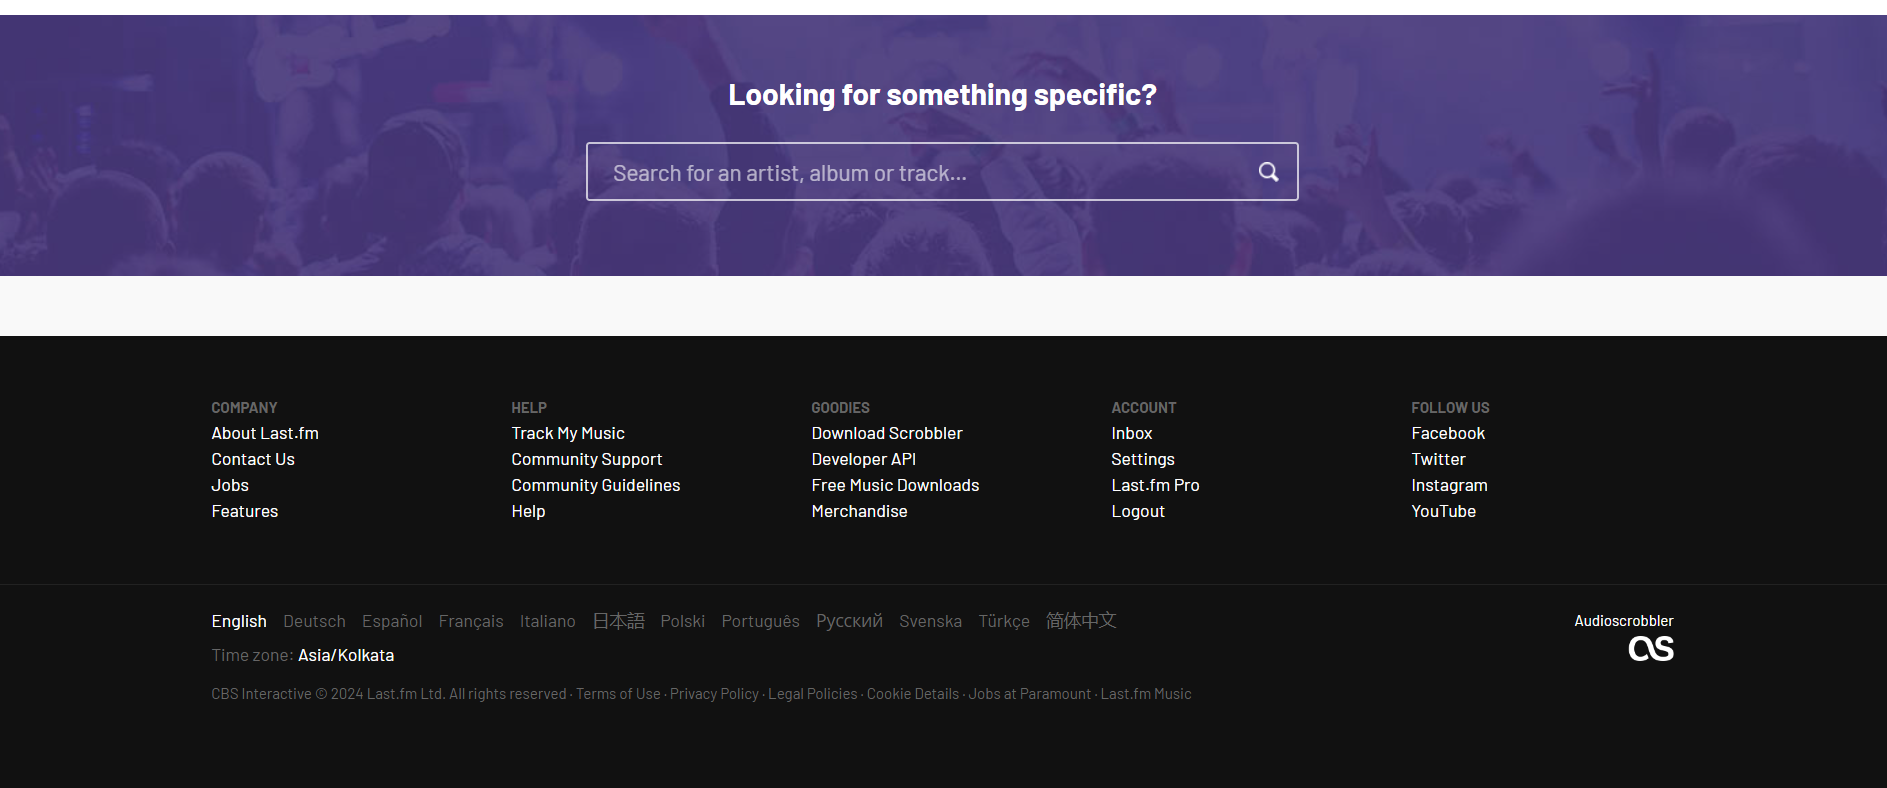 Looking for something specific?
Search for an artist, album or track...
COMPANY
About Last.fm
Contact Us
Jobs
Features
HELP
Track My Music
Community Support
Community Guidelines
Help
GOODIES
Download Scrobbler
Developer API
Free Music Downloads
Merchandise
ACCOUNT
Inbox
Settings
Last.fm Pro
Logout
FOLLOW US
Facebook
Twitter
Instagram
YouTube
English Deutsch Español Français Italiano 日本語 Polski Português Русский Svenska Türkçe 简体中文
Time zone: Asia/Kolkata
CBS Interactive © 2024 Last.fm Ltd. All rights reserved · Terms of Use · Privacy Policy · Legal Policies · Cookie Details · Jobs at Paramount · Last.fm Music
Audioscrobbler
as